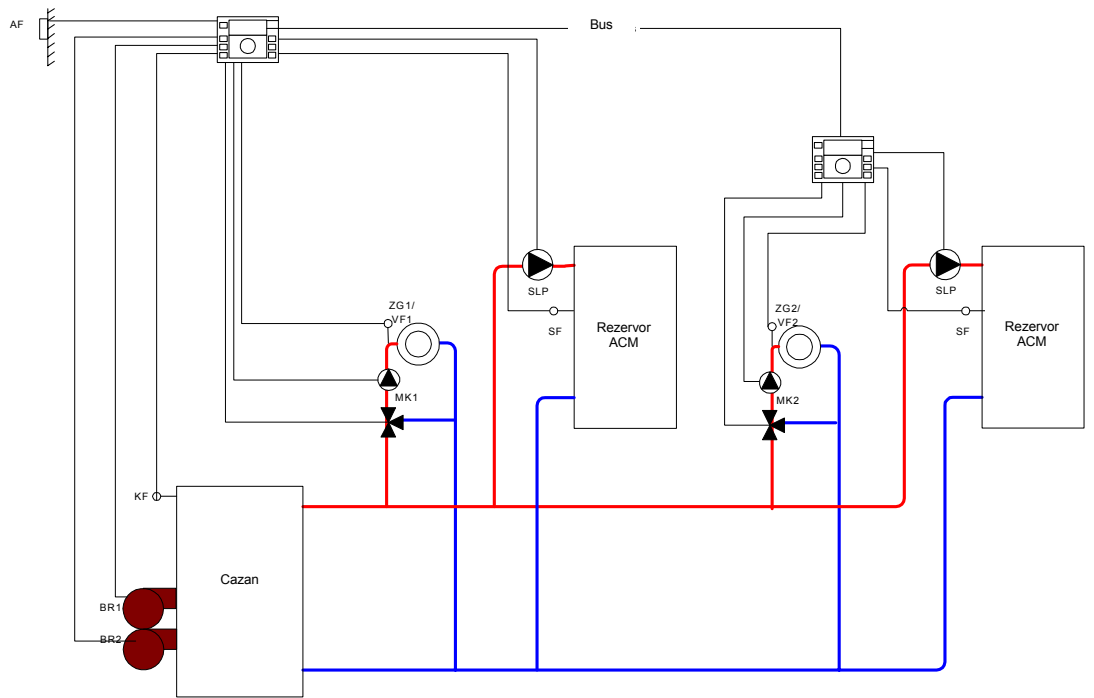 AF
Bus
SLP
SLP
ZG1/
VF1
SF
Rezervor
ACM
ZG2/
VF2
SF
Rezervor
ACM
MK1
MK2
KF
Cazan
BR1
BR2